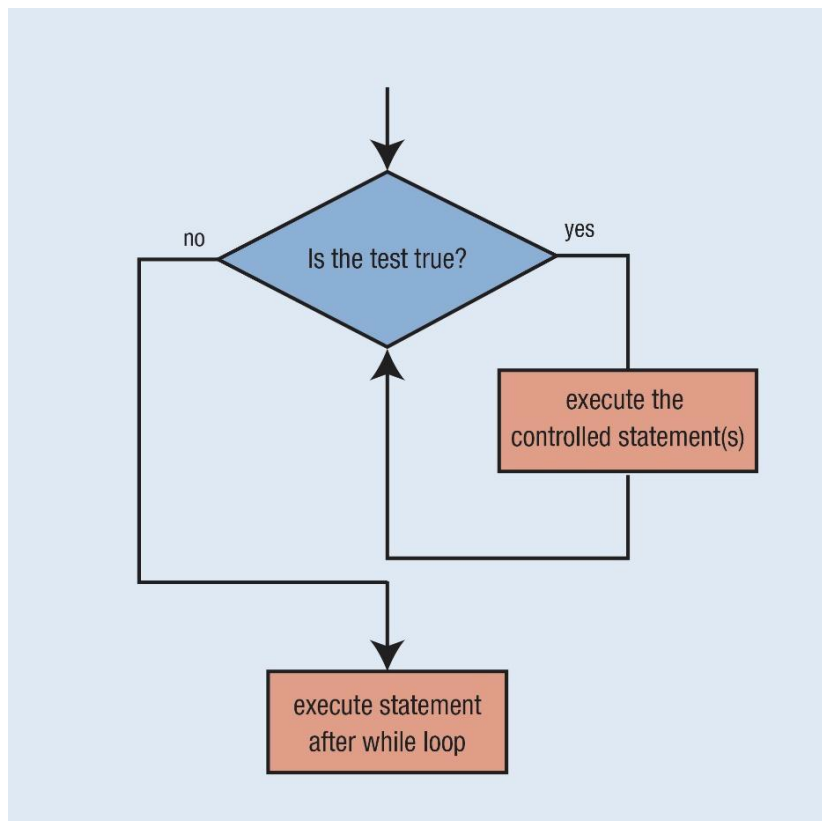 no
Is the test true?
yes
execute the
controlled statement(s)
execute statement
after while loop